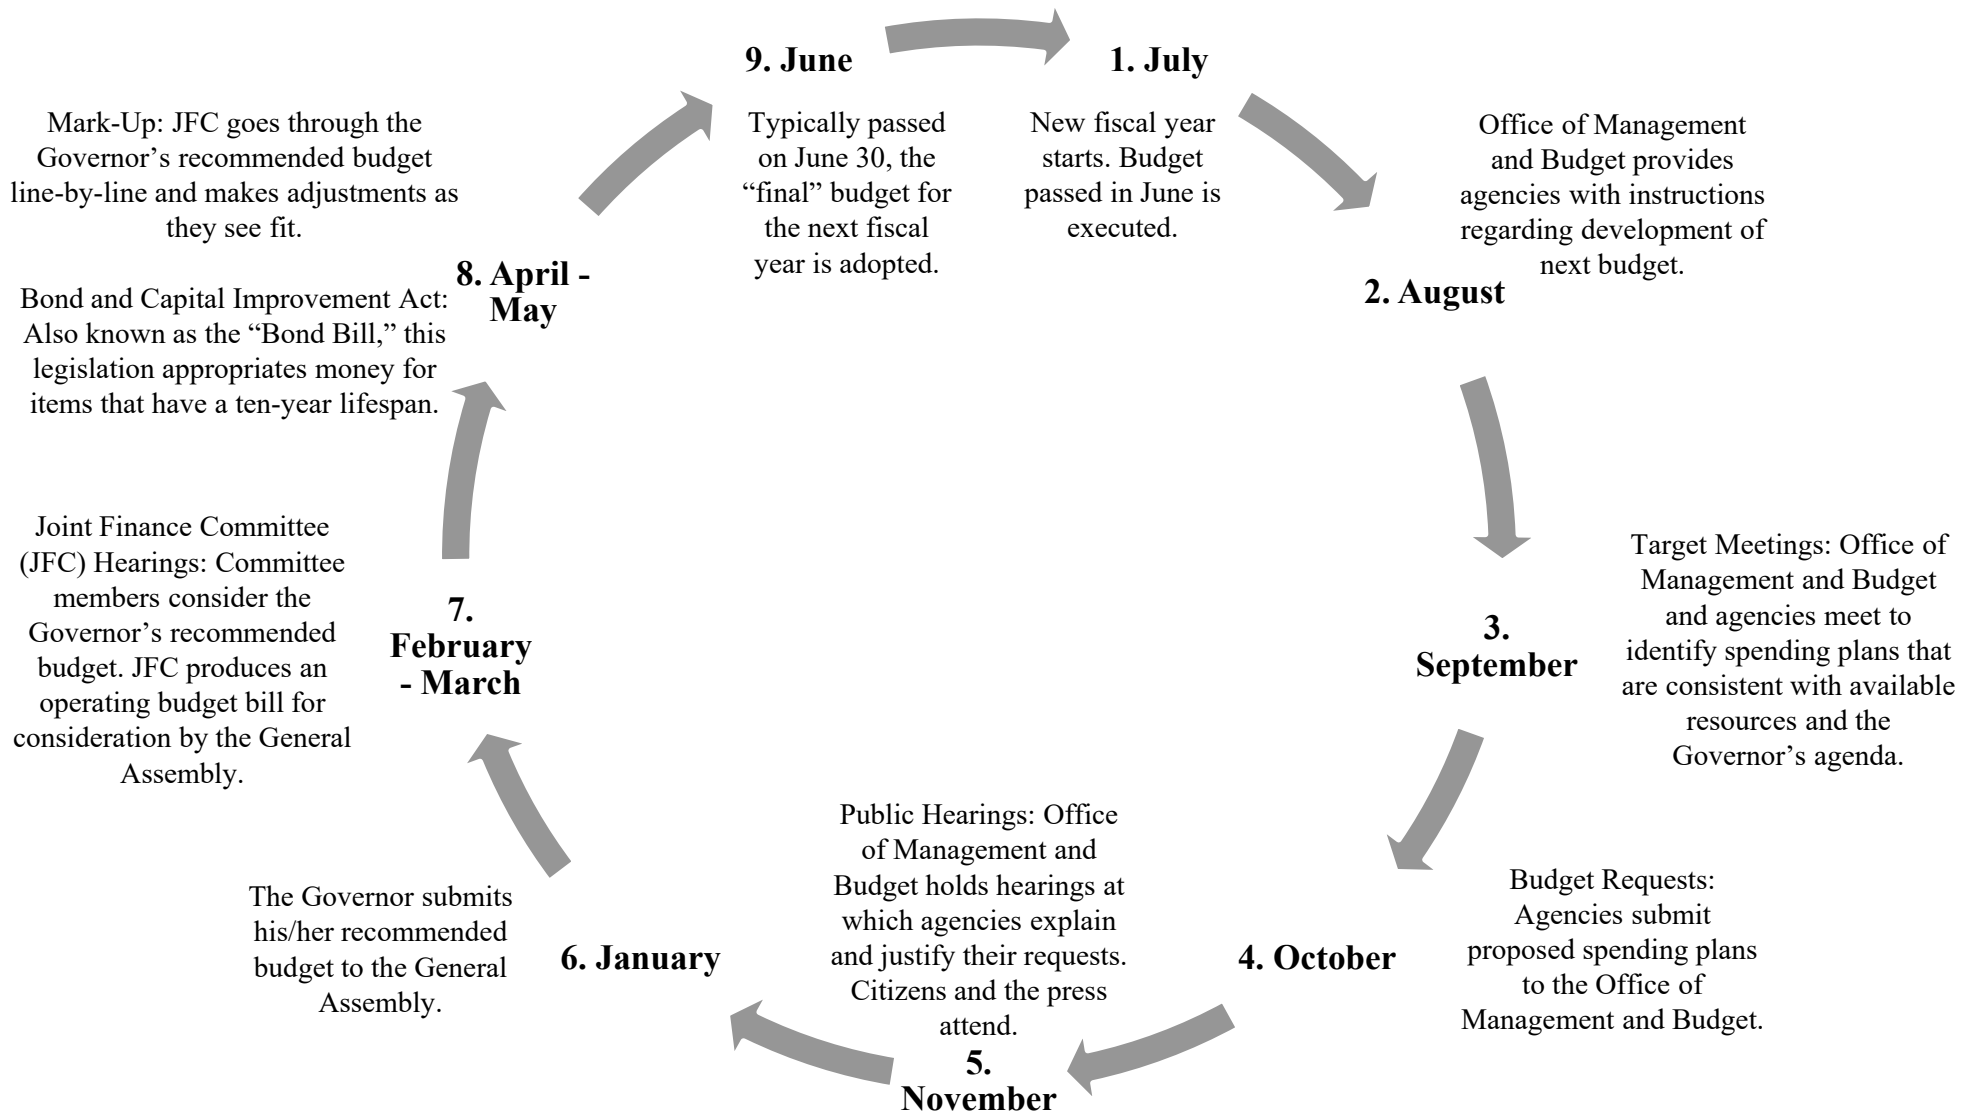 1. July
New fiscal year
starts. Budget
passed in June is
executed.
Office of Management
and Budget provides
agencies with instructions
regarding development of
next budget.
2. August
3.
September
Target Meetings: Office of
Management and Budget
and agencies meet to
identify spending plans that
are consistent with available
resources and the
Governor’s agenda.
4. October
Budget Requests:
Agencies submit
proposed spending plans
to the Office of
Management and Budget.
Public Hearings: Office
of Management and
Budget holds hearings at
which agencies explain
and justify their requests.
Citizens and the press
attend.
5.
November
6. January
The Governor submits
his/her recommended
budget to the General
Assembly.
7.
February
- March
Joint Finance Committee
(JFC) Hearings: Committee
members consider the
Governor’s recommended
budget. JFC produces an
operating budget bill for
consideration by the General
Assembly.
8. April -
May
Mark-Up: JFC goes through the
Governor’s recommended budget
line-by-line and makes adjustments as
they see fit.
Bond and Capital Improvement Act:
Also known as the “Bond Bill,” this
legislation appropriates money for
items that have a ten-year lifespan.
9. June
Typically passed
on June 30, the
“final” budget for
the next fiscal
year is adopted.